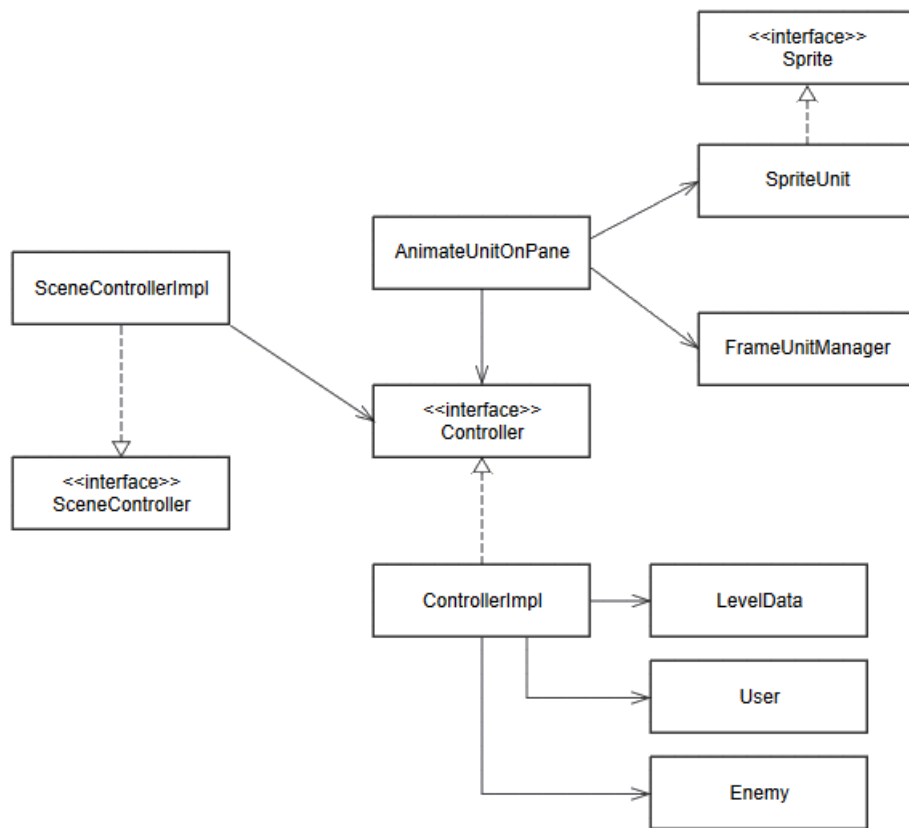 <<interface>>
Sprite
SpriteUnit
AnimateUnitOnPane
SceneControllerImpl
FrameUnitManager
<<interface>>
Controller
<<interface>>
SceneController
ControllerImpl
LevelData
User
Enemy